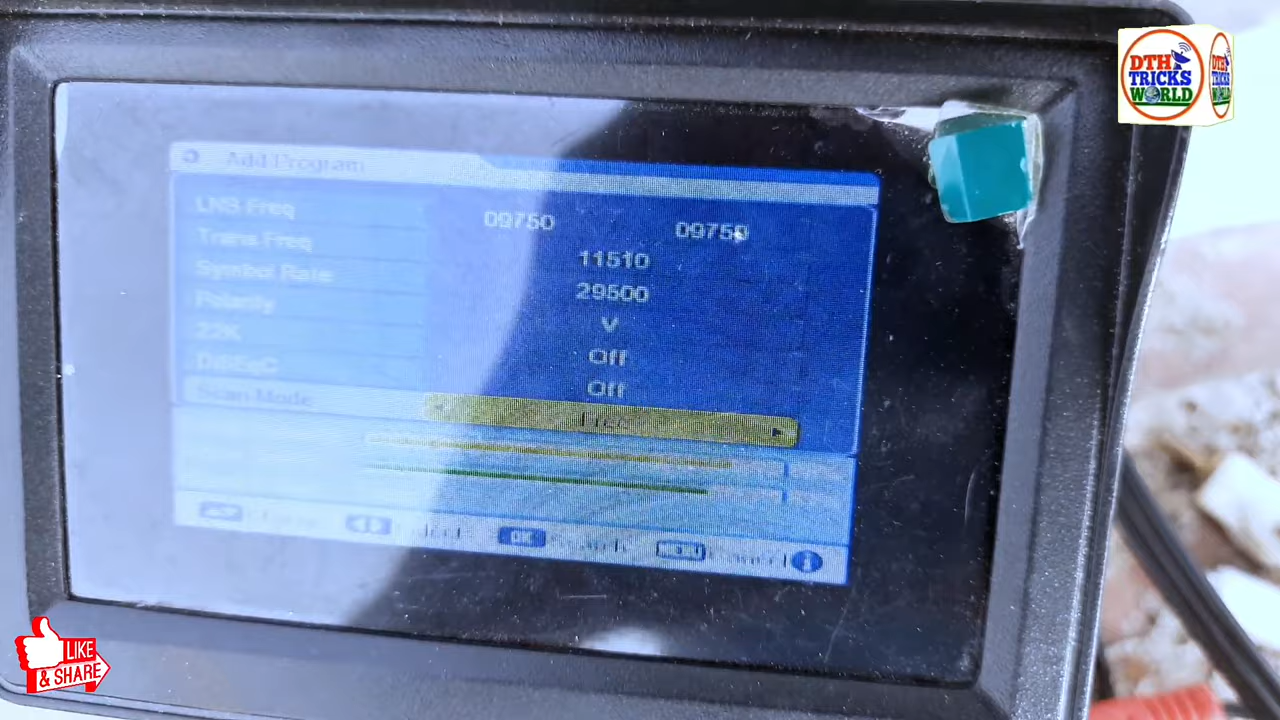 DTH
TRICKS
WORLD
Add Program
LNB Freq 09750 09750
Trans Freq 11510
Symbol Rate 29500
Polarity V
22K Off
DiSEqC Off
Scan Mode Free
OK
MENU
LIKE
& SHARE